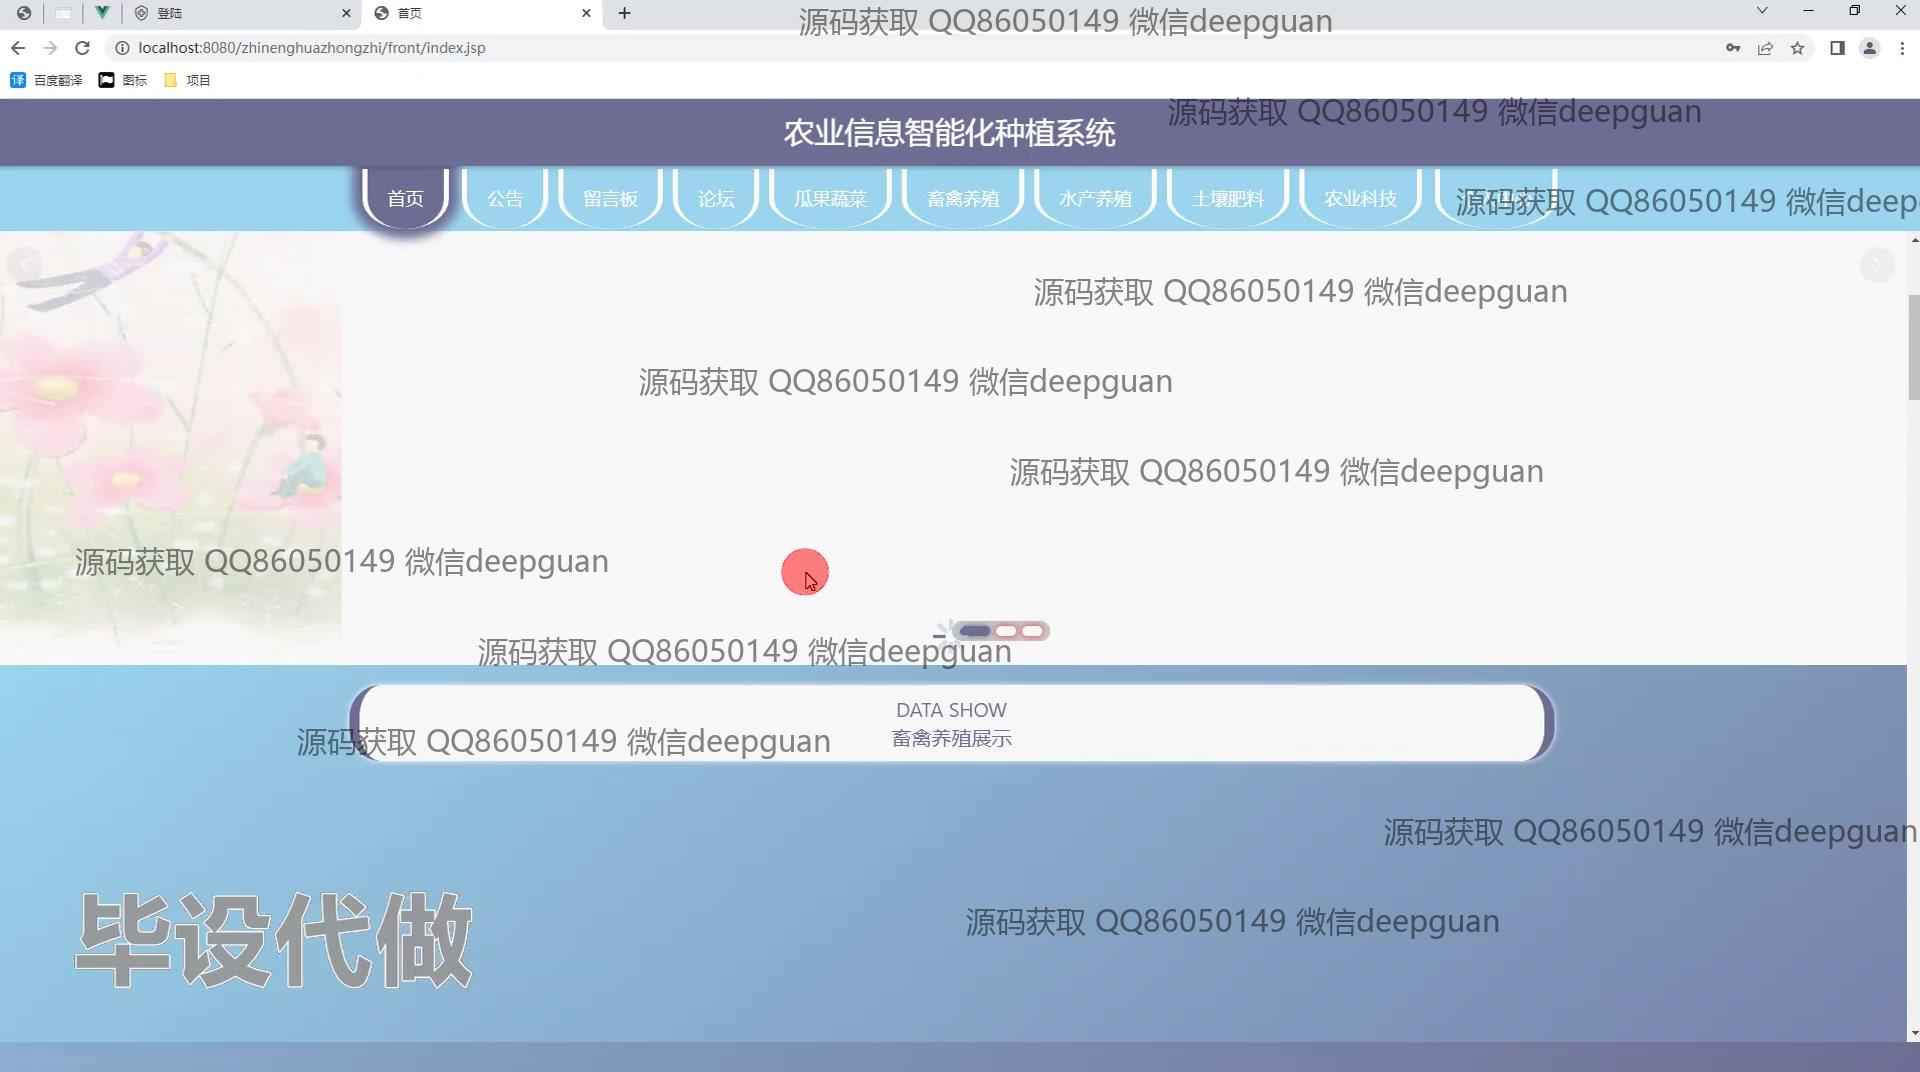 登陆
首页
源码获取 QQ86050149 微信deepguan
localhost:8080/zhinenghuazhongzhi/front/index.jsp
百度翻译
图标
项目
农业信息智能化种植系统
源码获取 QQ86050149 微信deepguan
首页
公告
留言板
论坛
瓜果蔬菜
畜禽养殖
水产养殖
土壤肥料
农业科技
源码获取 QQ86050149 微信deep
源码获取 QQ86050149 微信deepguan
源码获取 QQ86050149 微信deepguan
源码获取 QQ86050149 微信deepguan
源码获取 QQ86050149 微信deepguan
源码获取 QQ86050149 微信deepguan
DATA SHOW
畜禽养殖展示
源码获取 QQ86050149 微信deepguan
源码获取 QQ86050149 微信deepguan
毕设代做
源码获取 QQ86050149 微信deepguan